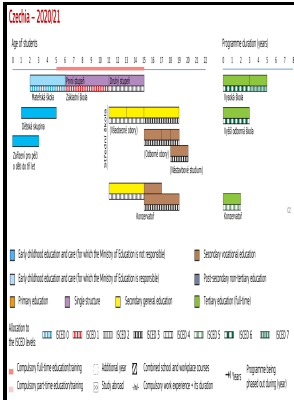 Czechia – 2020/21
Age of students
Programme duration (years)
0 1 2 3 4 5 6 7 8 9 10 11 12 13 14 15 16 17 18 19 20 21 22
0 1 2 3 4 5 6 7 8
První stupeň
Druhý stupeň
Mateřská škola
Základní škola
Vysoká škola
Dětská skupina
(Všeobecné obory)
Vyšší odborná škola
Střední škola
Zařízení pro děti
u dětí do tří let
(Odborné obory)
(Nástavbové studium)
Konzervatoř
Konzervatoř
Early childhood education and care (for which the Ministry of Education is not responsible)
Secondary vocational education
Early childhood education and care (for which the Ministry of Education is responsible)
Post-secondary non-tertiary education
Primary education
Single structure
Secondary general education
Tertiary education (full-time)
Allocation to
the ISCED levels:
ISCED 0
ISCED 1
ISCED 2
ISCED 3
ISCED 4
ISCED 5
ISCED 6
ISCED 7
Compulsory full-time education/training
Additional year
Combined school and workplace courses
Programme being
phased out during (year)
Years
Compulsory part-time education/training
Study abroad
-/n/- Compulsory work experience + its duration